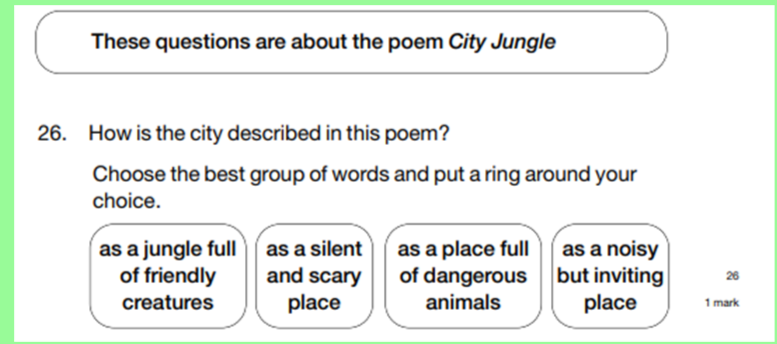 These questions are about the poem City Jungle
26. How is the city described in this poem?
Choose the best group of words and put a ring around your
choice.
as a jungle full
of friendly
creatures
as a silent
and scary
place
as a place full
of dangerous
animals
as a noisy
but inviting
place
26
1 mark